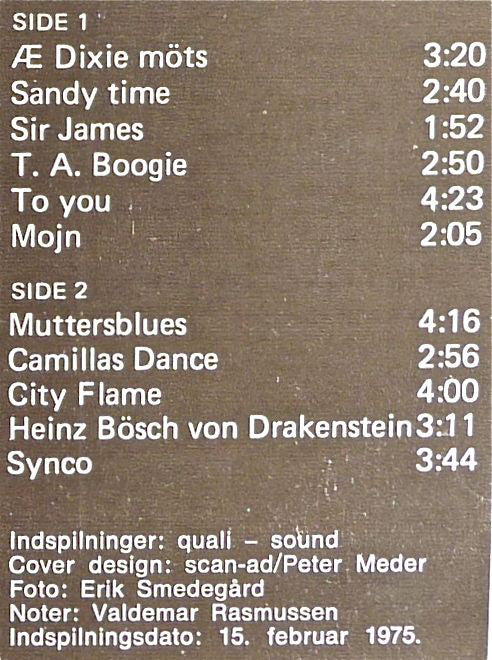 SIDE 1
Æ Dixie möts 3:20
Sandy time 2:40
Sir James 1:52
T. A. Boogie 2:50
To you 4:23
Mojn 2:05
SIDE 2
Muttersblues 4:16
Camillas Dance 2:56
City Flame 4:00
Heinz Bösch von Drakenstein 3:11
Synco 3:44
Indspilninger: quali – sound
Cover design: scan-ad/Peter Meder
Foto: Erik Smedegård
Noter: Valdemar Rasmussen
Indspilningsdato: 15. februar 1975.